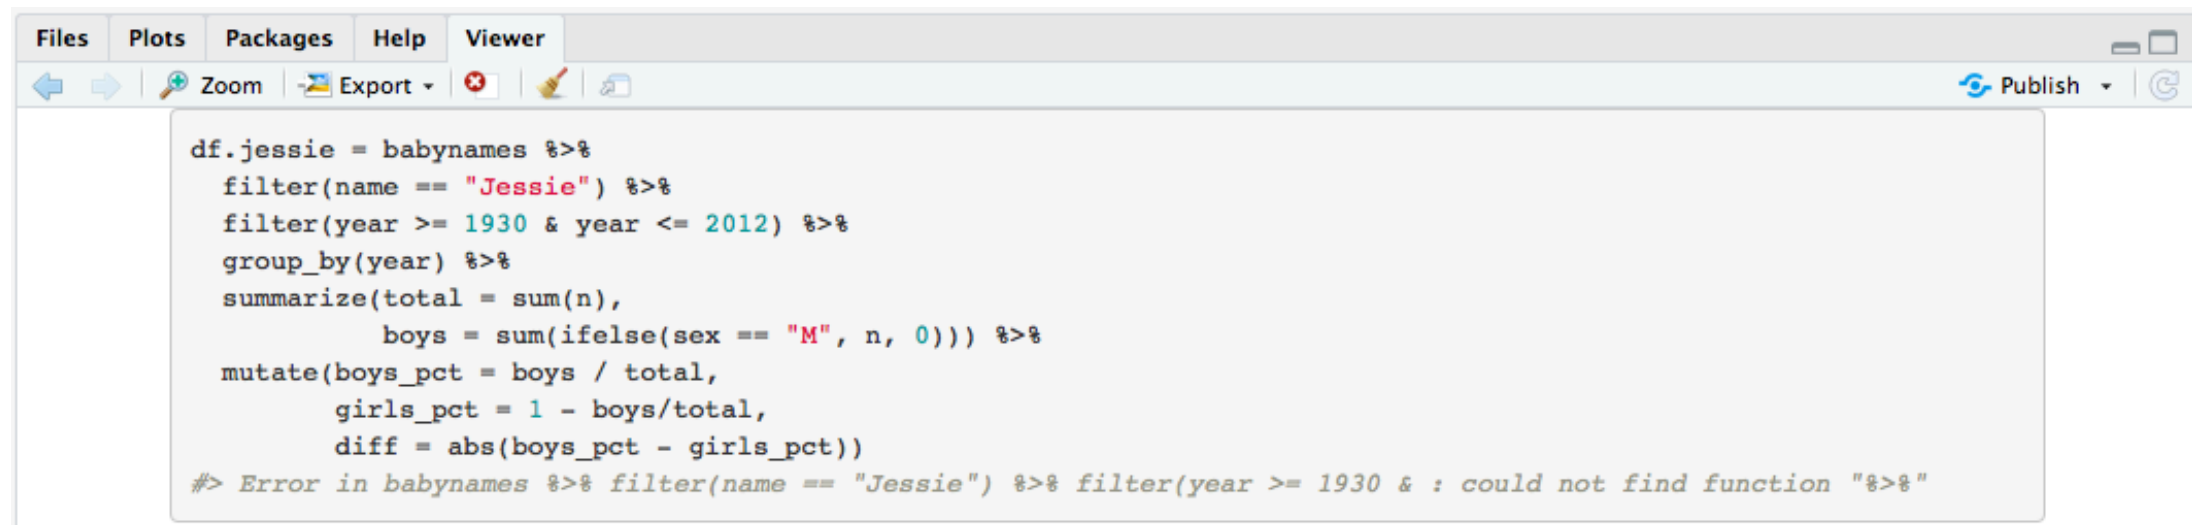 Files Plots Packages Help Viewer
Zoom Export Publish
df.jessie = babynames %>%
  filter(name == "Jessie") %>%
  filter(year >= 1930 & year <= 2012) %>%
  group_by(year) %>%
  summarize(total = sum(n),
            boys = sum(ifelse(sex == "M", n, 0))) %>%
  mutate(boys_pct = boys / total,
         girls_pct = 1 - boys/total,
         diff = abs(boys_pct - girls_pct))
#> Error in babynames %>% filter(name == "Jessie") %>% filter(year >= 1930 & : could not find function "%>%"